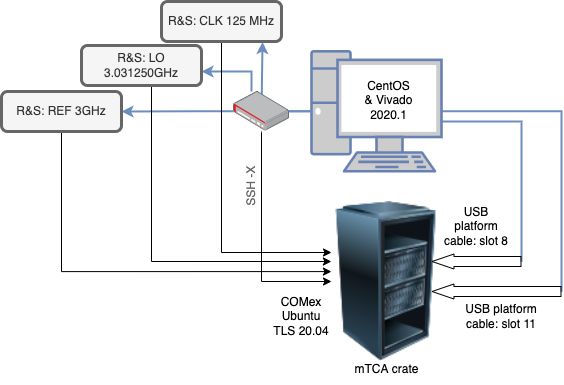 R&S: CLK 125 MHz
R&S: LO
3.031250GHz
R&S: REF 3GHz
CentOS
& Vivado
2020.1
SSH -X
USB
platform
cable: slot 8
COMex
Ubuntu
TLS 20.04
USB platform
cable: slot 11
mTCA crate